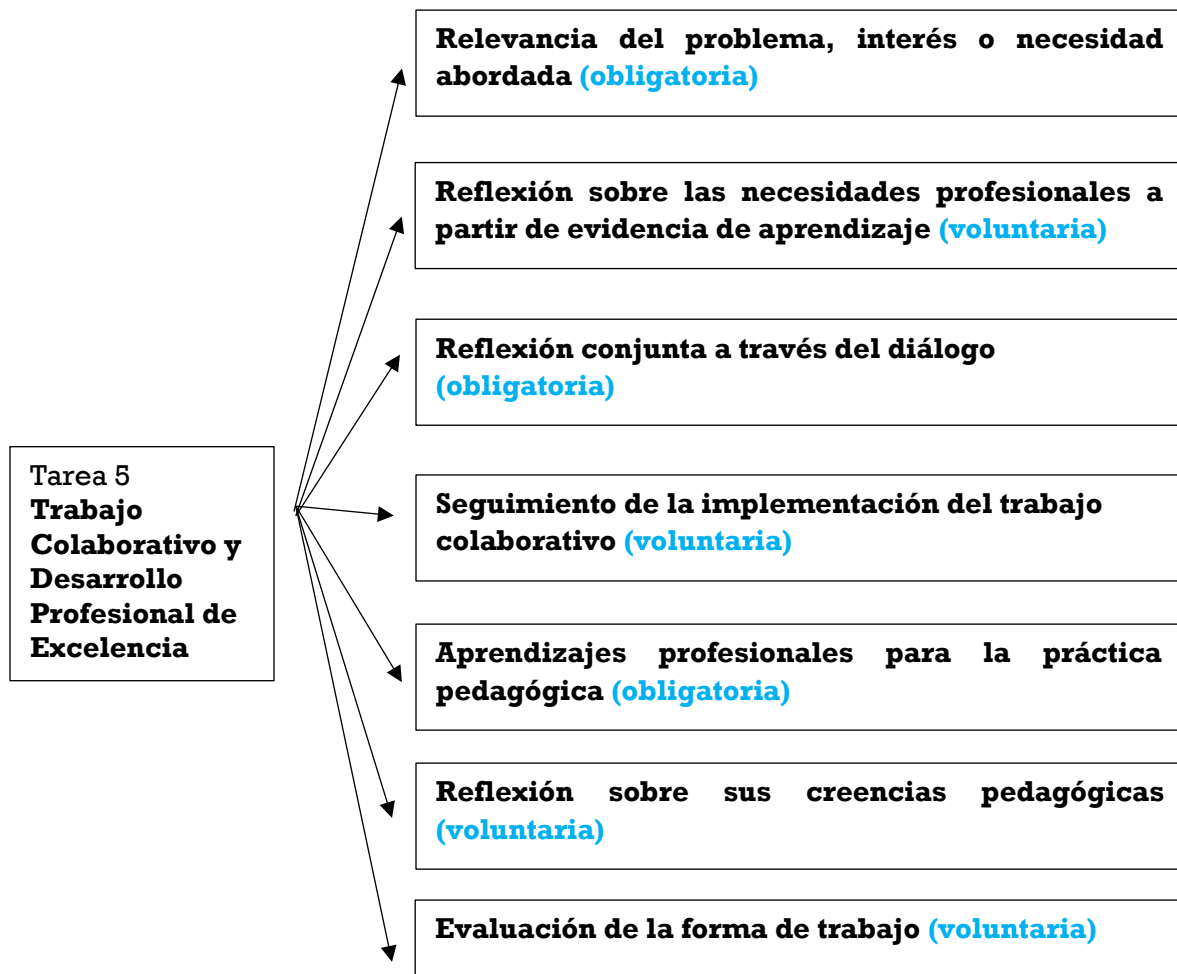 Relevancia del problema, interés o necesidad
abordada (obligatoria)
Reflexión sobre las necesidades profesionales a
partir de evidencia de aprendizaje (voluntaria)
Reflexión conjunta a través del diálogo
(obligatoria)
Tarea 5
Trabajo
Colaborativo y
Desarrollo
Profesional de
Excelencia
Seguimiento de la implementación del trabajo
colaborativo (voluntaria)
Aprendizajes profesionales para la práctica
pedagógica (obligatoria)
Reflexión sobre sus creencias pedagógicas
(voluntaria)
Evaluación de la forma de trabajo (voluntaria)